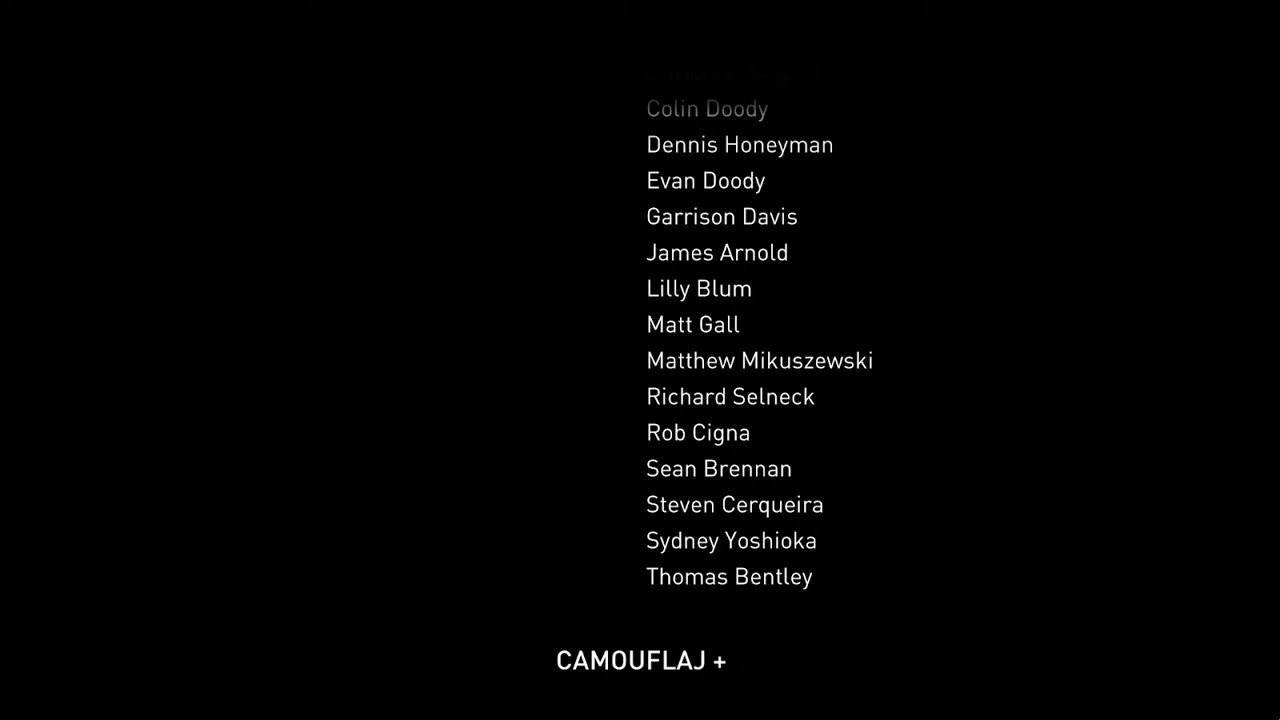 Colin Doody
Dennis Honeyman
Evan Doody
Garrison Davis
James Arnold
Lilly Blum
Matt Gall
Matthew Mikuszewski
Richard Selneck
Rob Cigna
Sean Brennan
Steven Cerqueira
Sydney Yoshioka
Thomas Bentley
CAMOUFLAJ +